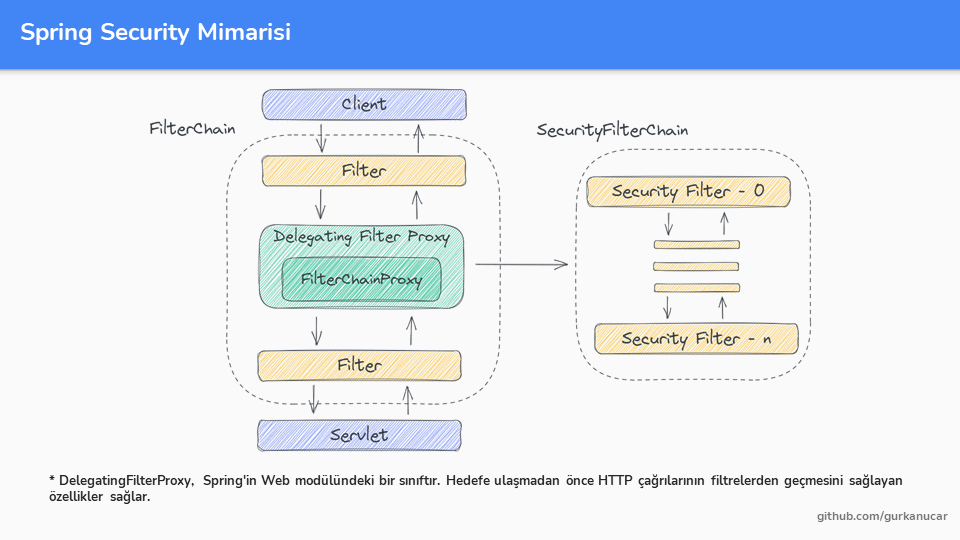 Spring Security Mimarisi
Client
FilterChain
SecurityFilterChain
Filter
Security Filter - 0
Delegating Filter Proxy
FilterChainProxy
Security Filter - n
Filter
Servlet
* DelegatingFilterProxy, Spring'in Web modülündeki bir sınıftır. Hedefe ulaşmadan önce HTTP çağrılarının filtrelerden geçmesini sağlayan
özellikler sağlar.
github.com/gurkanucar